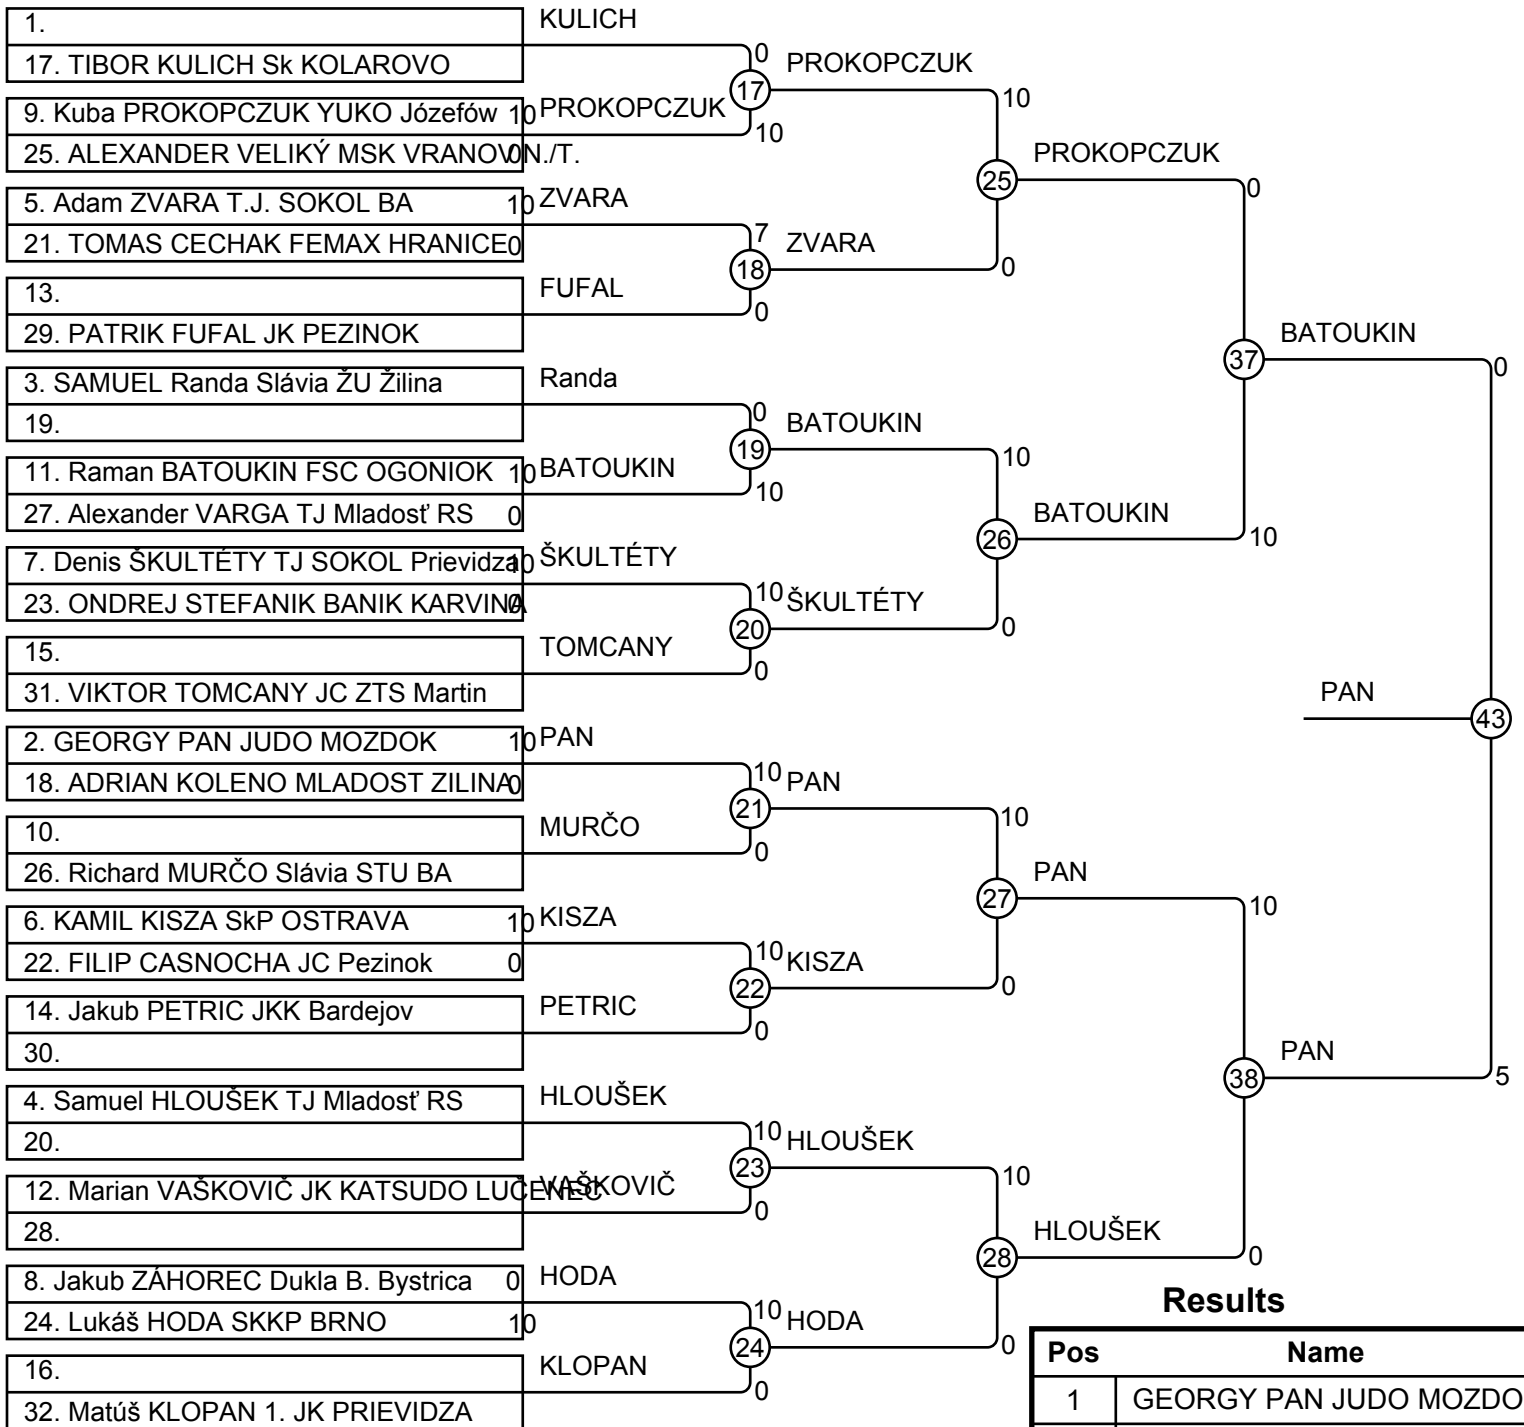 1.
17. TIBOR KULICH Sk KOLAROVO
9. Kuba PROKOPCZUK YUKO Józefów 10
25. ALEXANDER VELIKÝ MSK VRANOV N./T. 0
5. Adam ZVARA T.J. SOKOL BA 10
21. TOMAS CECHAK FEMAX HRANICE 0
13.
29. PATRIK FUFAL JK PEZINOK
3. SAMUEL Randa Slávia ŽU Žilina
19.
11. Raman BATOUKIN FSC OGONIOK 10
27. Alexander VARGA TJ Mladosť RS 0
7. Denis ŠKULTÉTY TJ SOKOL Prievidza 10
23. ONDREJ STEFANIK BANIK KARVINA 0
15.
31. VIKTOR TOMCANY JC ZTS Martin
2. GEORGY PAN JUDO MOZDOK 10
18. ADRIAN KOLENO MLADOST ZILINA 0
10.
26. Richard MURČO Slávia STU BA
6. KAMIL KISZA SkP OSTRAVA 10
22. FILIP CASNOCHA JC Pezinok 0
14. Jakub PETRIC JKK Bardejov
30.
4. Samuel HLOUŠEK TJ Mladosť RS
20.
12. Marian VAŠKOVIČ JK KATSUDO LUČENEC
28.
8. Jakub ZÁHOREC Dukla B. Bystrica 0
24. Lukáš HODA SKKP BRNO 10
16.
32. Matúš KLOPAN 1. JK PRIEVIDZA
KULICH
0
17
PROKOPCZUK
10
ZVARA
7
18
FUFAL
0
Randa
0
19
BATOUKIN
10
ŠKULTÉTY
10
20
TOMCANY
0
PAN
10
21
MURČO
0
KISZA
10
22
PETRIC
0
HLOUŠEK
10
23
VAŠKOVIČ
0
HODA
10
24
KLOPAN
0
PROKOPCZUK
10
25
ZVARA
0
BATOUKIN
10
26
ŠKULTÉTY
0
PAN
10
27
KISZA
0
HLOUŠEK
10
28
HODA
0
PROKOPCZUK
0
37
BATOUKIN
10
PAN
10
38
HLOUŠEK
0
BATOUKIN
0
PAN
43
PAN
5
Results
Pos Name
1 GEORGY PAN JUDO MOZDO